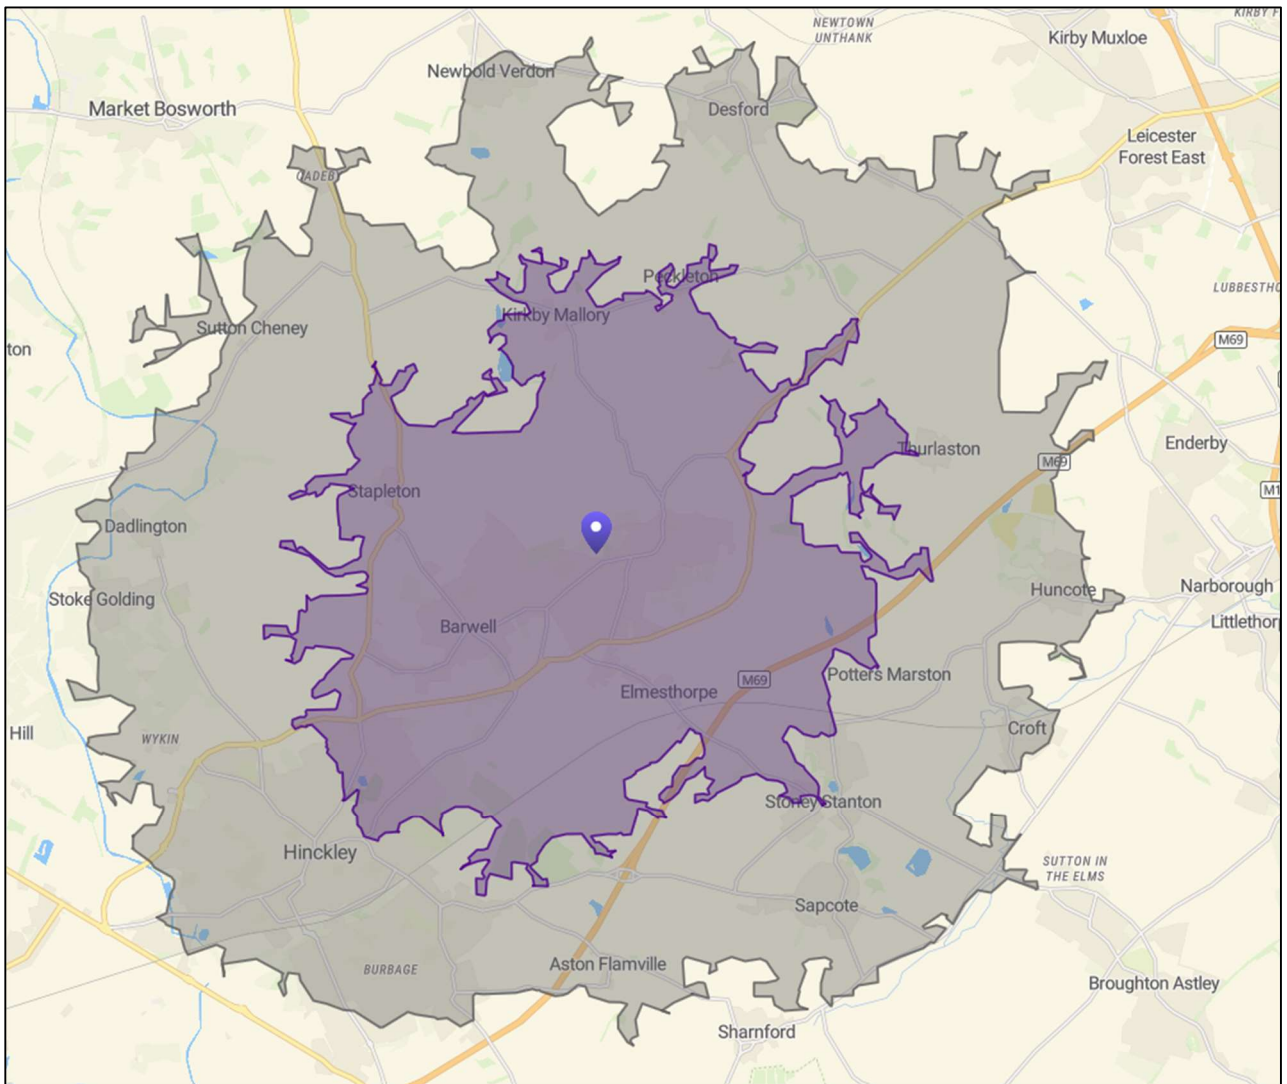 NEWTOWN
UNTHANK
KIRBY F
Kirby Muxloe
Newbold Verdon
Market Bosworth
Desford
Leicester
Forest East
CADEB
Peckleton
LUBBESTHO
Kirkby Mallory
Sutton Cheney
M69
ton
Thurlaston
Enderby
M69
Stapleton
M1
Dadlington
Stoke Golding
Huncote
Narborough
Barwell
Littlethor
Potters Marston
M69
Elmesthorpe
Hill
WYKIN
Croft
Stoney Stanton
Hinckley
SUTTON IN
THE ELMS
Sapcote
Aston Flamville
BURBAGE
Broughton Astley
Sharnford